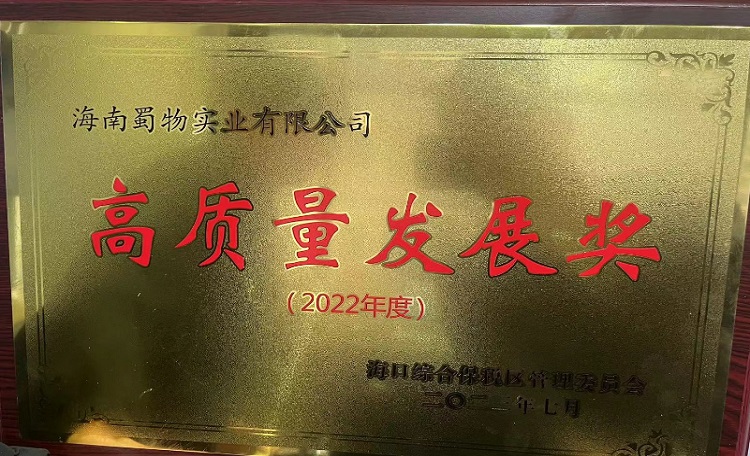 海南蜀物实业有限公司
高质量发展奖
（2022年度）
海口综合保税区管理委员会
二〇二二年七月